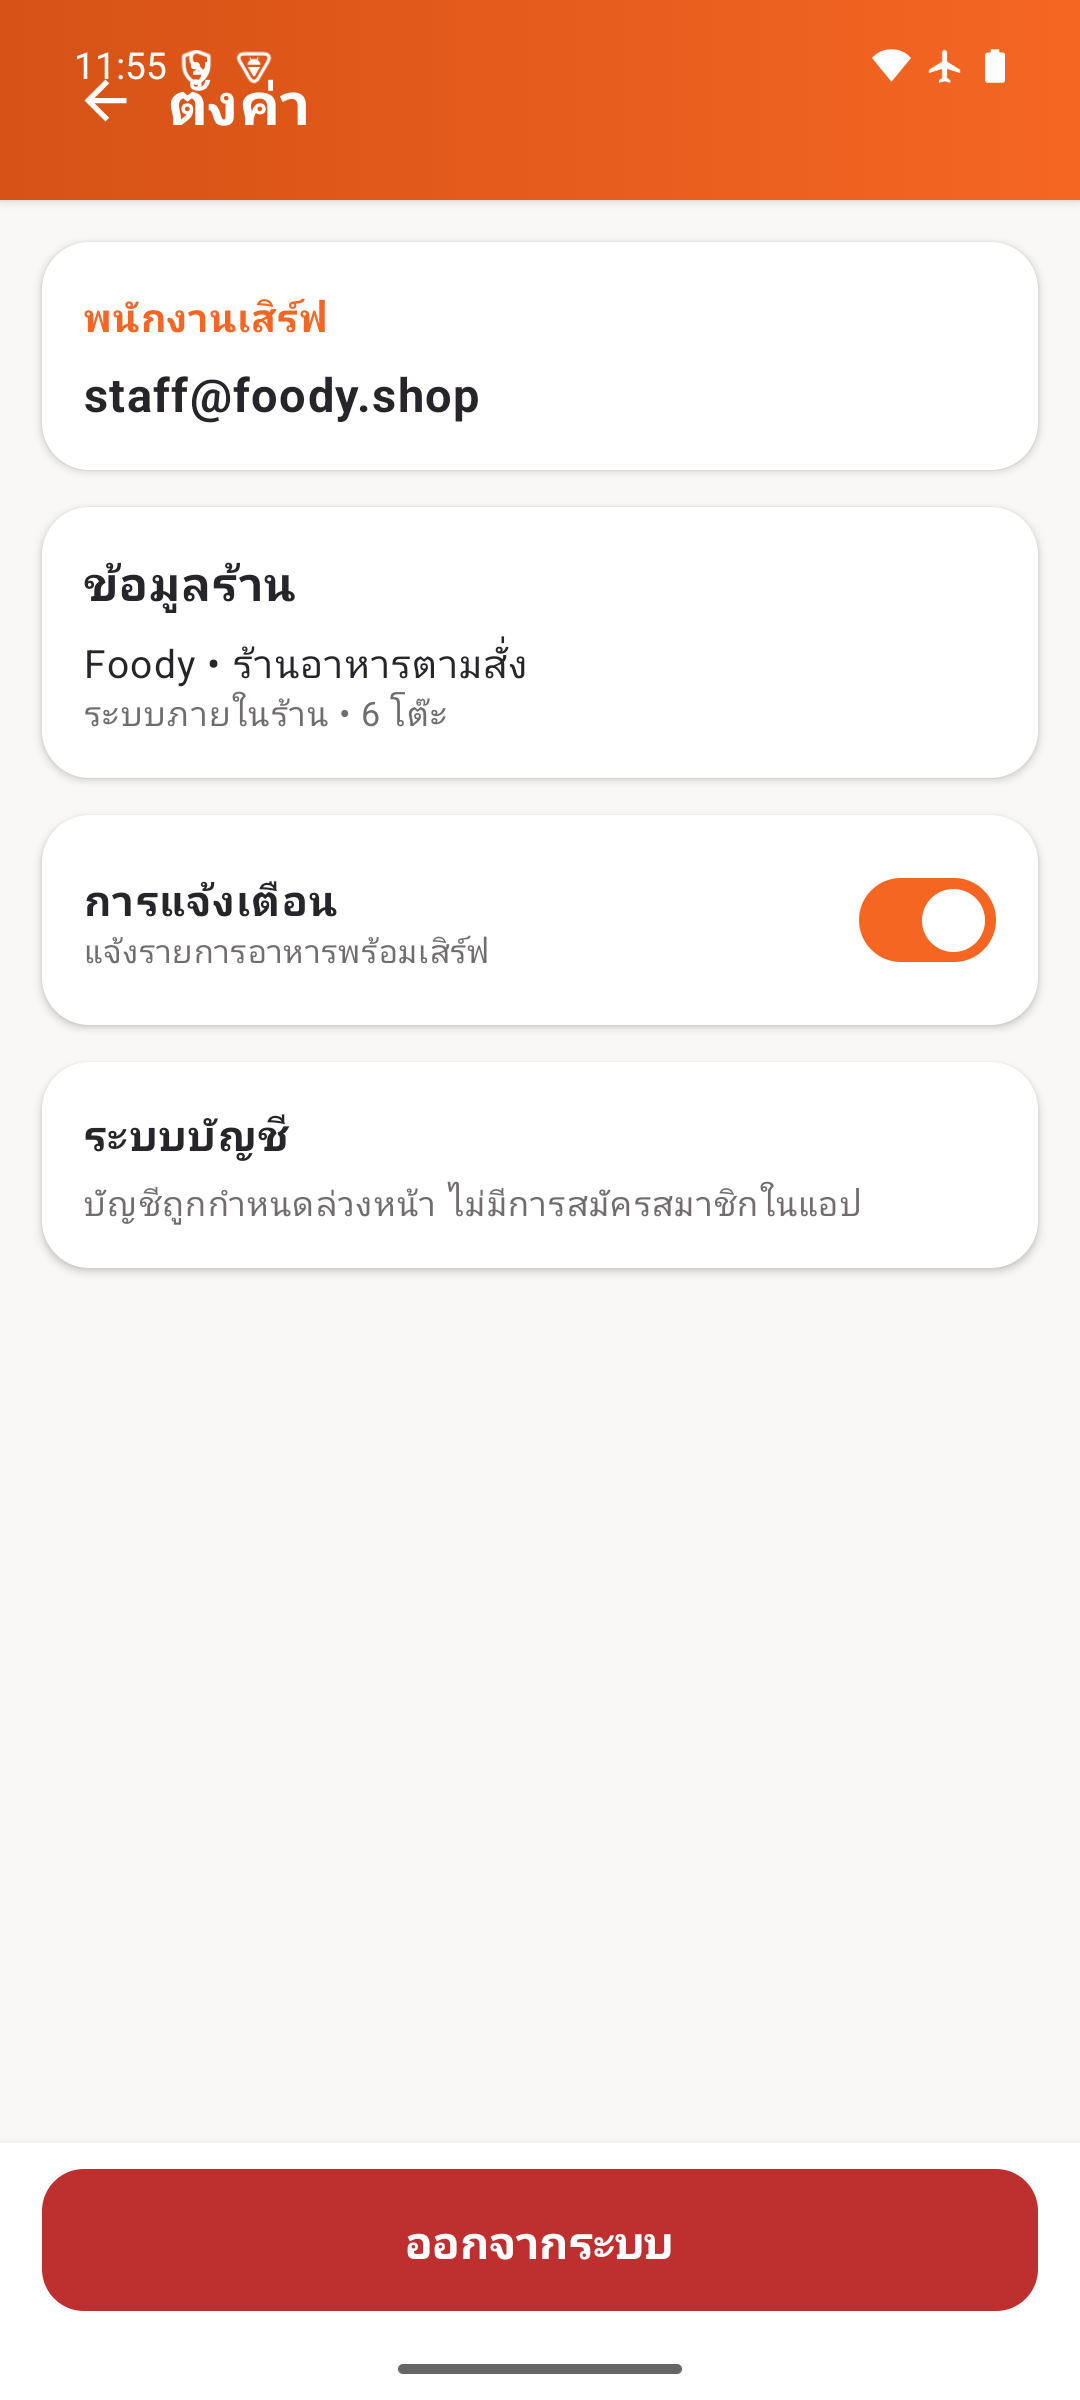 11:55
ตั้งค่า
พนักงานเสิร์ฟ
staff@foody.shop
ข้อมูลร้าน
Foody • ร้านอาหารตามสั่ง
ระบบภายในร้าน • 6 โต๊ะ
การแจ้งเตือน
แจ้งรายการอาหารพร้อมเสิร์ฟ
ระบบบัญชี
บัญชีถูกกำหนดล่วงหน้า ไม่มีการสมัครสมาชิกในแอป
ออกจากระบบ